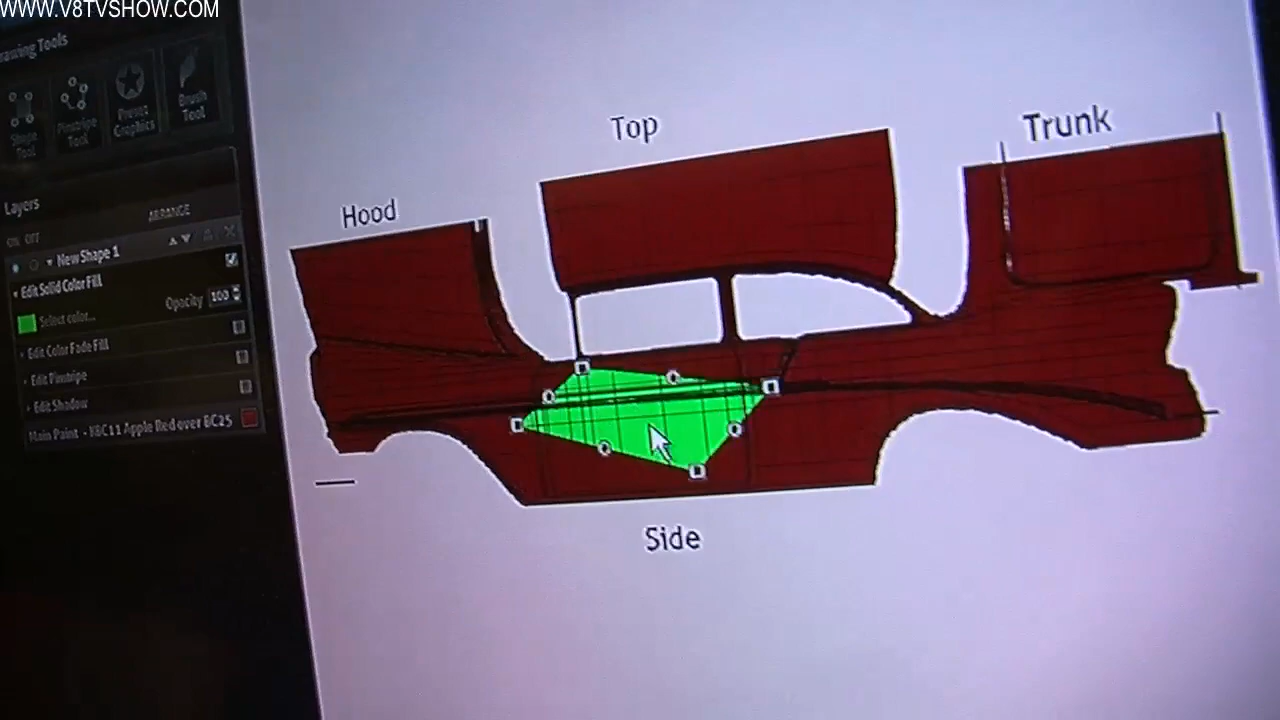 WWW.V8TVSHOW.COM
Drawing Tools
Shape Tool
Pinstripe Tool
Preset Graphics
Brush Tool
Layers
ARRANGE
ON OFF
New Shape 1
Edit Solid Color Fill
Opacity 100
Select color...
Edit Color Fade Fill
Edit Pinstripe
Edit Shadow
Main Paint - KBC11 Apple Red over BC25
Hood
Top
Trunk
Side